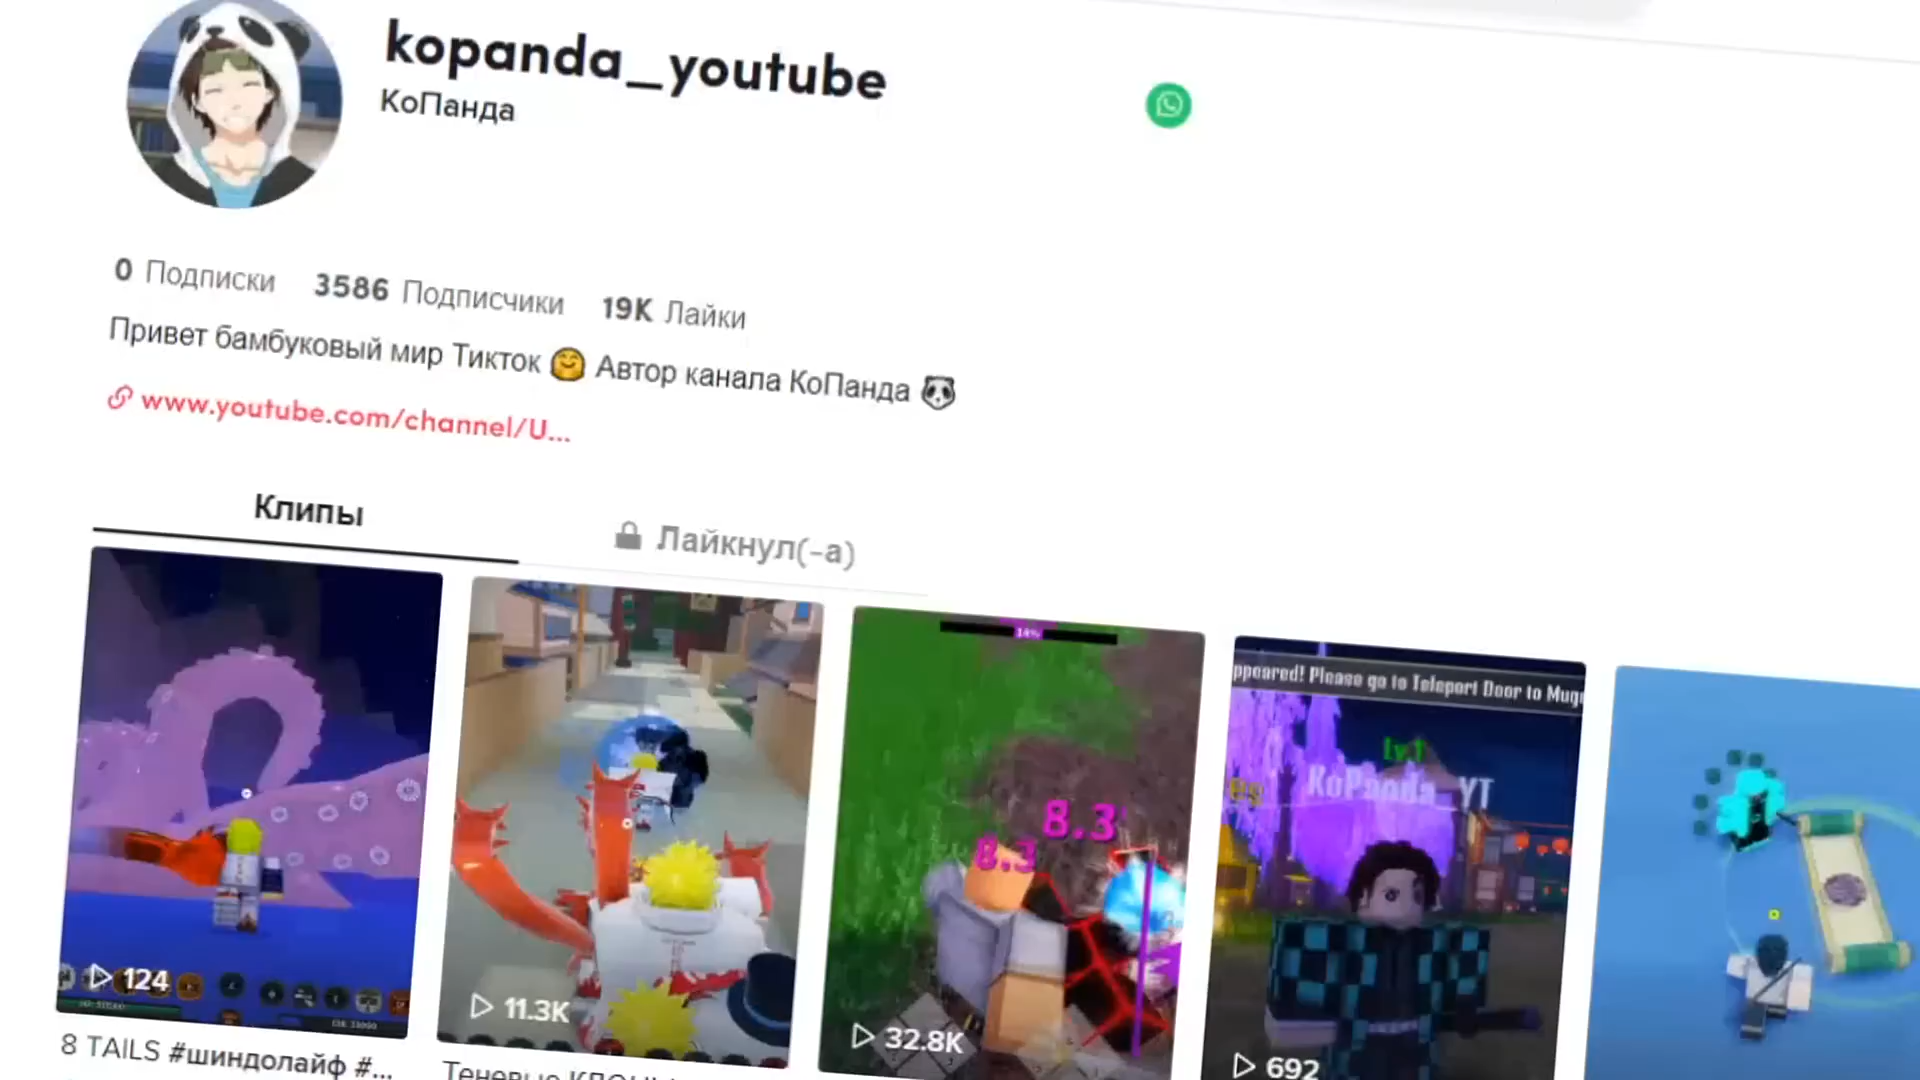 kopanda_youtube
КоПанда
0 Подписки 3586 Подписчики 19K Лайки
Привет бамбуковый мир Тикток 🤗 Автор канала КоПанда 🐼
www.youtube.com/channel/U...
Клипы
Лайкнул(-а)
14%
ppeared! Please go to Teleport Door to Mug
lv.1
KoPanda_YT
8.3
8.3
124
11.3K
32.8K
692
8 TAILS #шиндолайф #...
Теневые